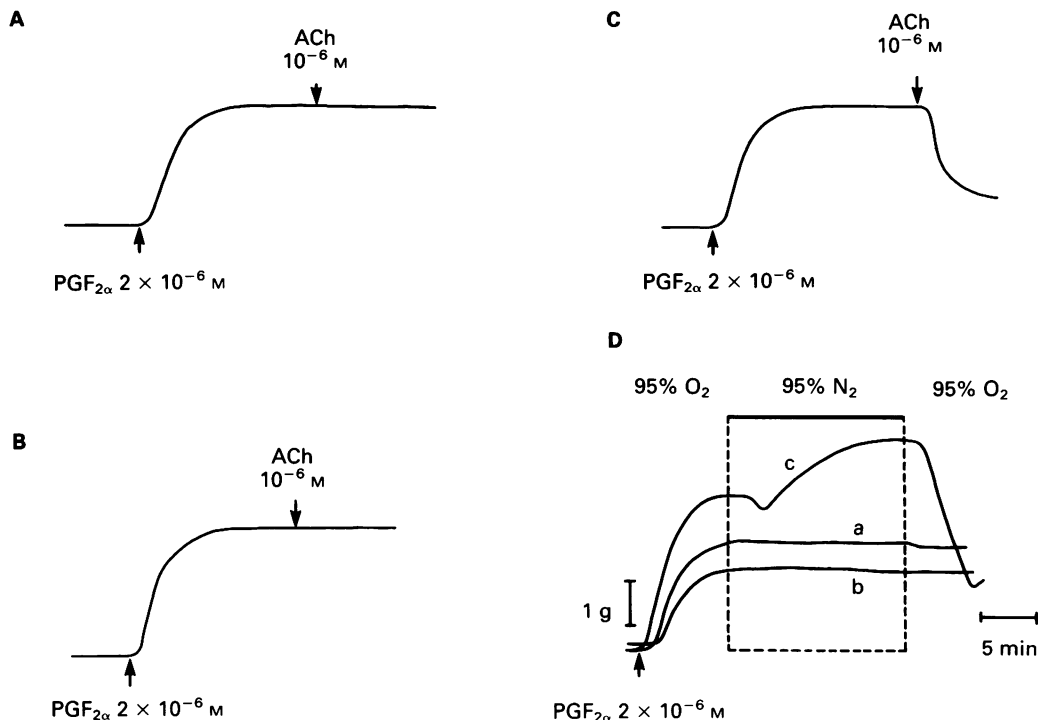 A
ACh
10⁻⁶ M
PGF₂α 2 × 10⁻⁶ M
B
ACh
10⁻⁶ M
PGF₂α 2 × 10⁻⁶ M
C
ACh
10⁻⁶ M
PGF₂α 2 × 10⁻⁶ M
D
95% O₂ 95% N₂ 95% O₂
c
a
b
1 g
5 min
PGF₂α 2 × 10⁻⁶ M